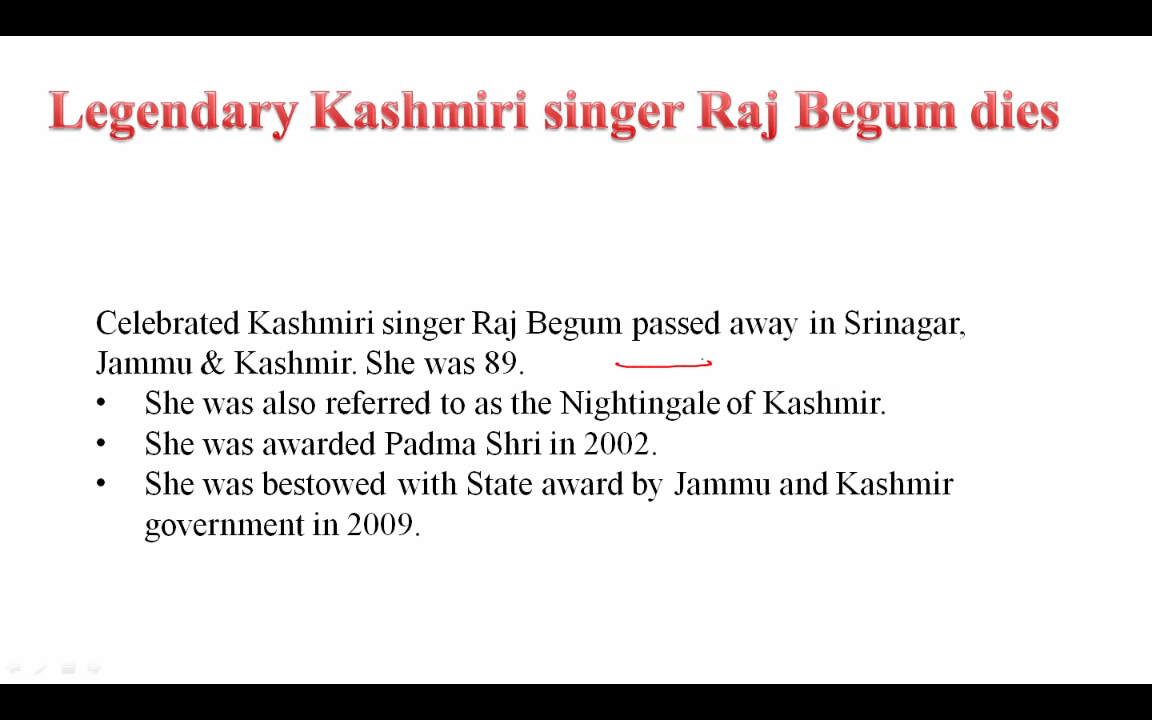 Legendary Kashmiri singer Raj Begum dies
Celebrated Kashmiri singer Raj Begum passed away in Srinagar,
Jammu & Kashmir. She was 89.
• She was also referred to as the Nightingale of Kashmir.
• She was awarded Padma Shri in 2002.
• She was bestowed with State award by Jammu and Kashmir
government in 2009.